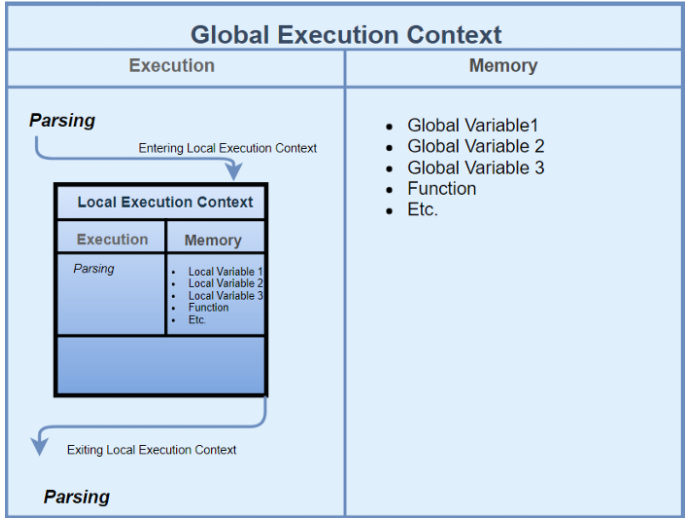 Global Execution Context
Execution
Memory
Parsing
Entering Local Execution Context
Local Execution Context
Execution
Memory
Parsing
• Local Variable 1
• Local Variable 2
• Local Variable 3
• Function
• Etc.
Exiting Local Execution Context
Parsing
• Global Variable1
• Global Variable 2
• Global Variable 3
• Function
• Etc.